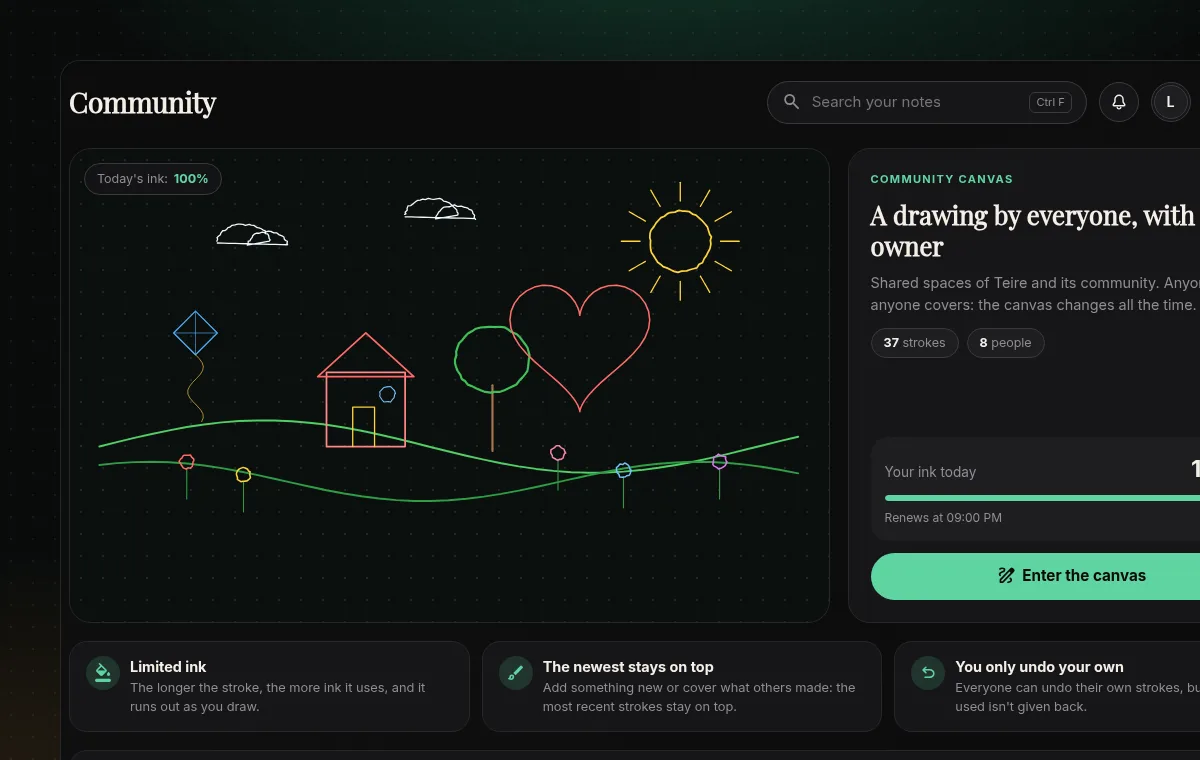 Community
Search your notes
Ctrl F
L
Today's ink: 100%
COMMUNITY CANVAS
A drawing by everyone, with
owner
Shared spaces of Teire and its community.
anyone covers: the canvas changes all the time.
37 strokes
8 people
Your ink today
Renews at 09:00 PM
Enter the canvas
Limited ink
The longer the stroke, the more ink it uses, and it
runs out as you draw.
The newest stays on top
Add something new or cover what others made: the
most recent strokes stay on top.
You only undo your own
Everyone can undo their own strokes,
used isn't given back.